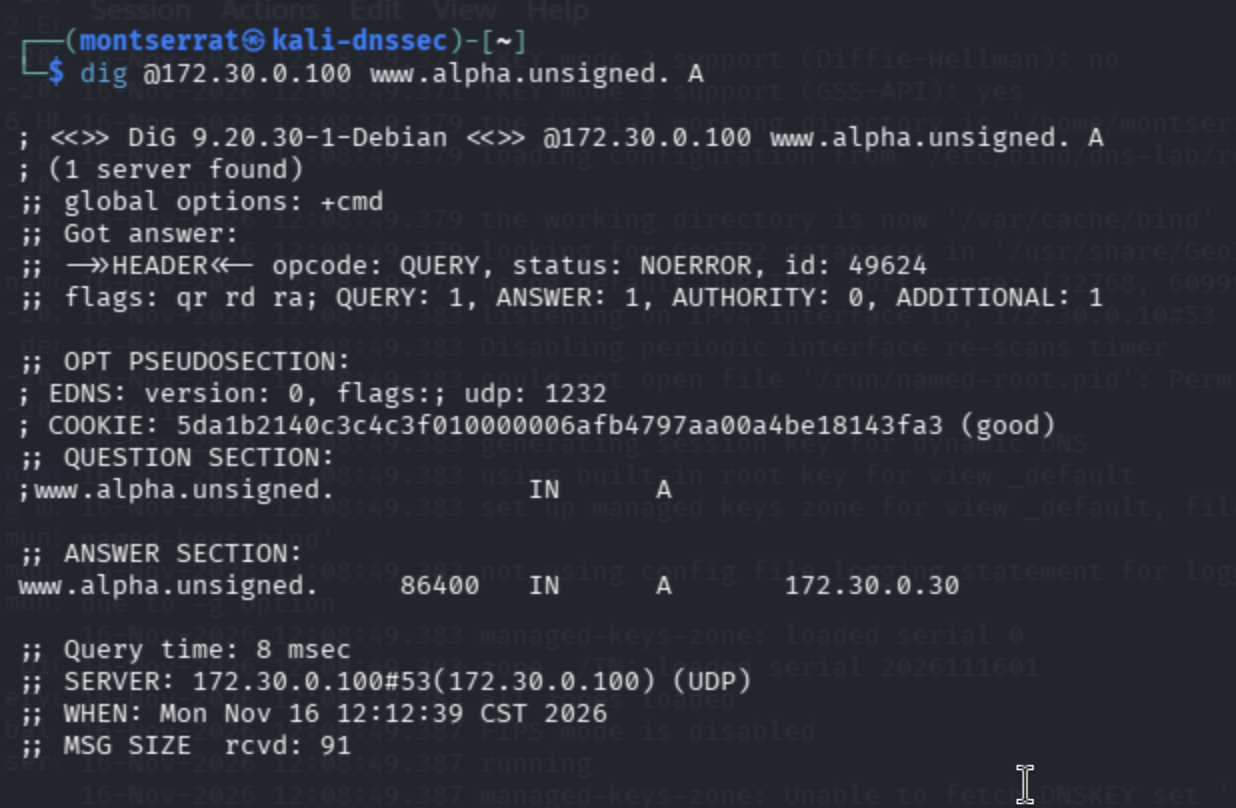 Session Actions Edit View Help
┌──(montserrat㉿kali-dnssec)-[~]
└─$ dig @172.30.0.100 www.alpha.unsigned. A

; <<>> DiG 9.20.30-1-Debian <<>> @172.30.0.100 www.alpha.unsigned. A
; (1 server found)
;; global options: +cmd
;; Got answer:
;; ->>HEADER<<- opcode: QUERY, status: NOERROR, id: 49624
;; flags: qr rd ra; QUERY: 1, ANSWER: 1, AUTHORITY: 0, ADDITIONAL: 1

;; OPT PSEUDOSECTION:
; EDNS: version: 0, flags:; udp: 1232
; COOKIE: 5da1b2140c3c4c3f010000006afb4797aa00a4be18143fa3 (good)
;; QUESTION SECTION:
;www.alpha.unsigned. IN A

;; ANSWER SECTION:
www.alpha.unsigned. 86400 IN A 172.30.0.30

;; Query time: 8 msec
;; SERVER: 172.30.0.100#53(172.30.0.100) (UDP)
;; WHEN: Mon Nov 16 12:12:39 CST 2026
;; MSG SIZE rcvd: 91